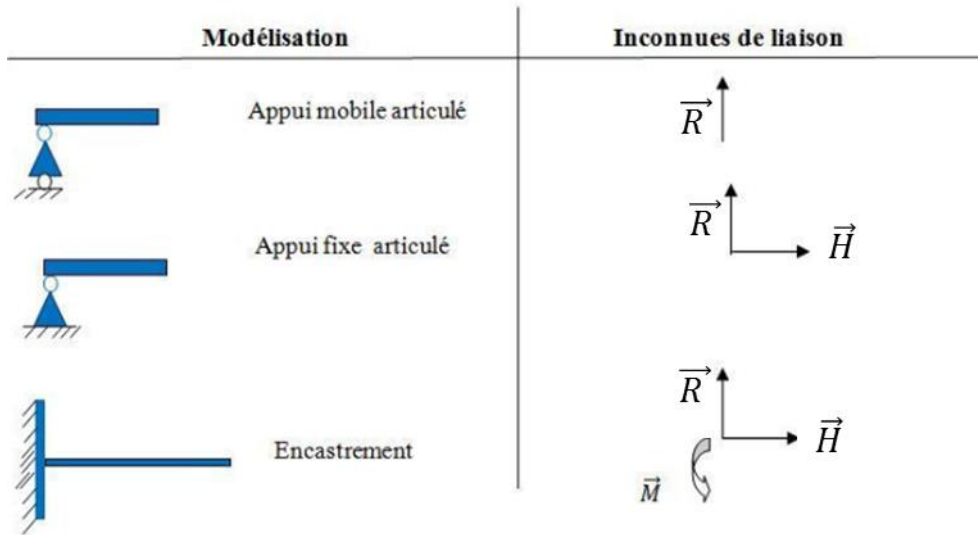 Modélisation
Inconnues de liaison
Appui mobile articulé
R
Appui fixe articulé
R
H
Encastrement
R
H
M